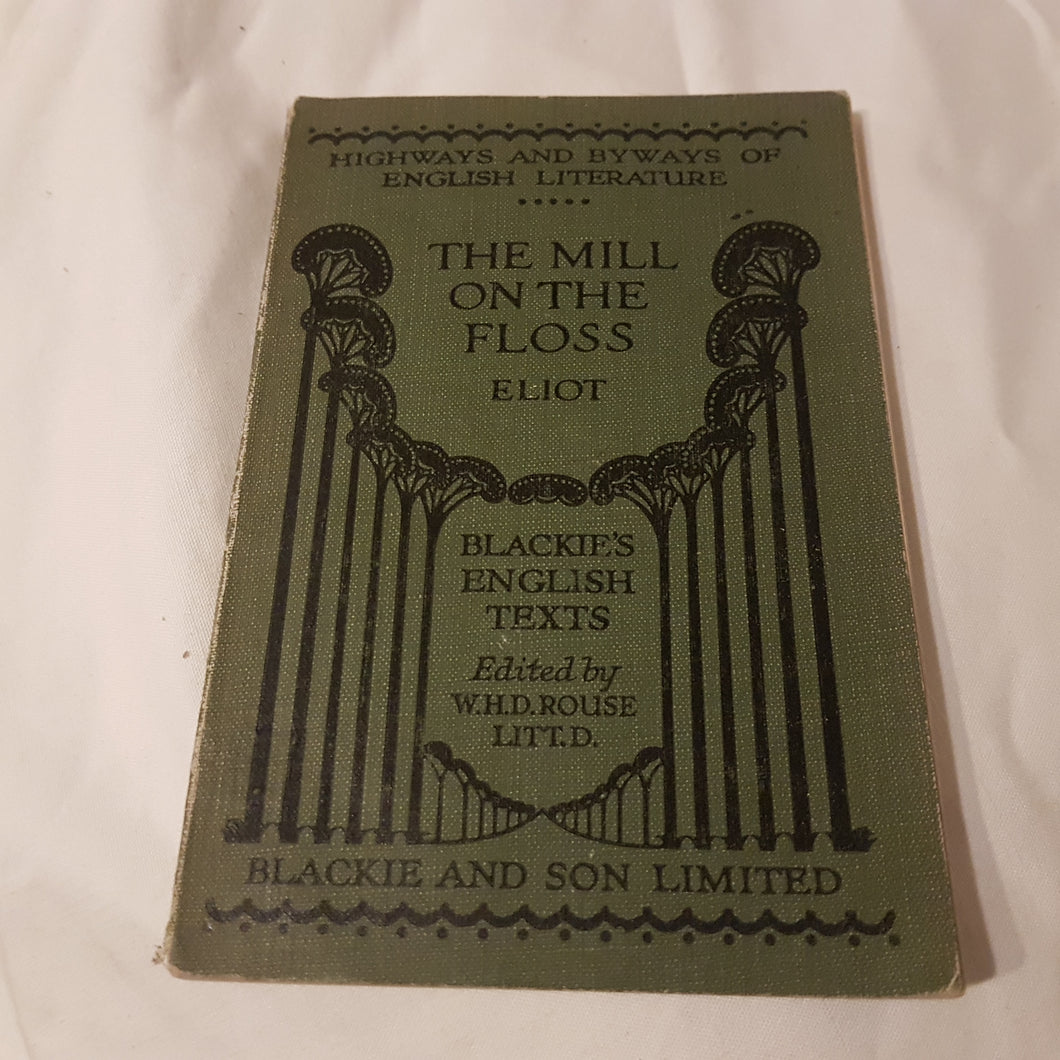 HIGHWAYS AND BYWAYS OF
ENGLISH LITERATURE
THE MILL
ON THE
FLOSS
ELIOT
BLACKIE'S
ENGLISH
TEXTS
Edited by
W.H.D. ROUSE
LITT.D.
BLACKIE AND SON LIMITED